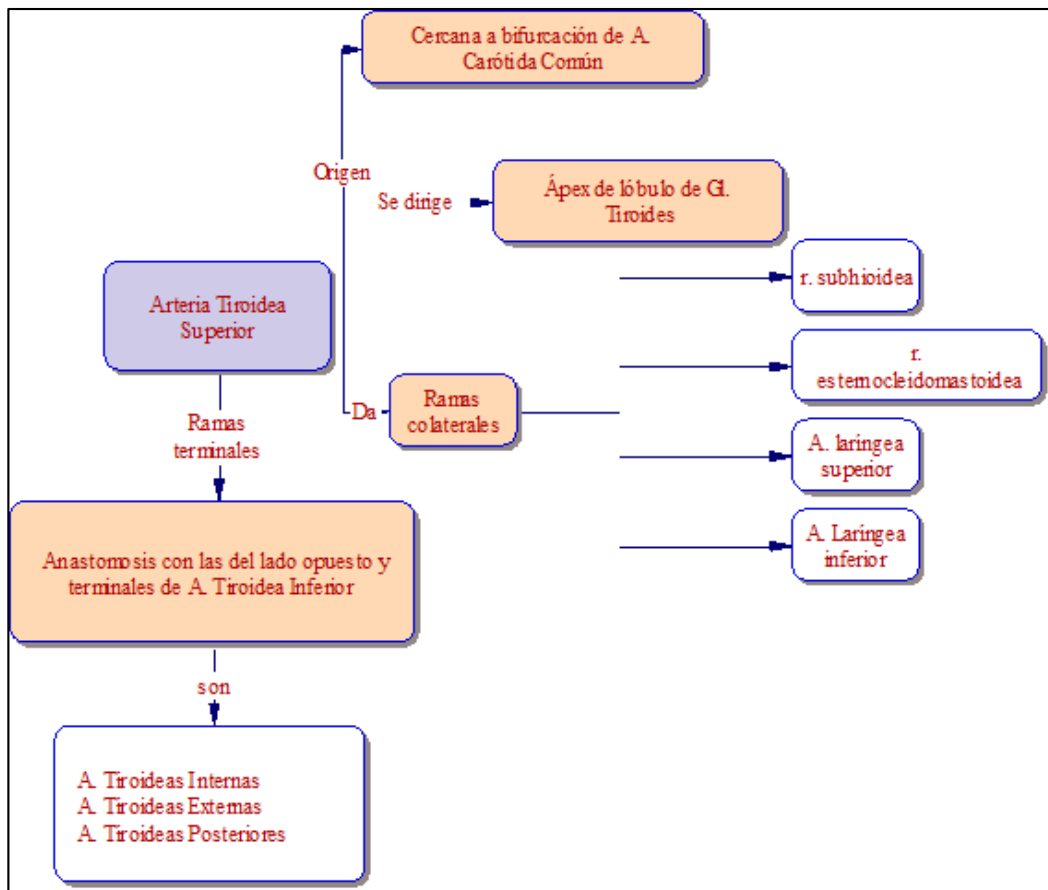 Cercana a bifurcación de A.
Carótida Común
Origen
Se dirige
Ápex de lóbulo de Gl.
Tiroides
Arteria Tiroidea
Superior
r. subhioidea
r.
esternocleidomastoidea
Da
Ramas
colaterales
A. laríngea
superior
A. Laríngea
inferior
Ramas
terminales
Anastomosis con las del lado opuesto y
terminales de A. Tiroidea Inferior
son
A. Tiroideas Internas
A. Tiroideas Externas
A. Tiroideas Posteriores